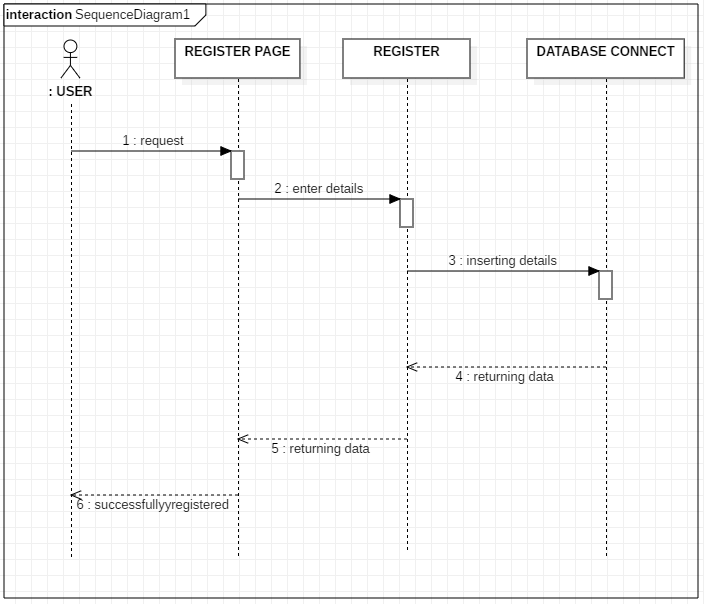 interaction SequenceDiagram1
REGISTER PAGE
REGISTER
DATABASE CONNECT
: USER
1 : request
2 : enter details
3 : inserting details
4 : returning data
5 : returning data
6 : successfullyyregistered